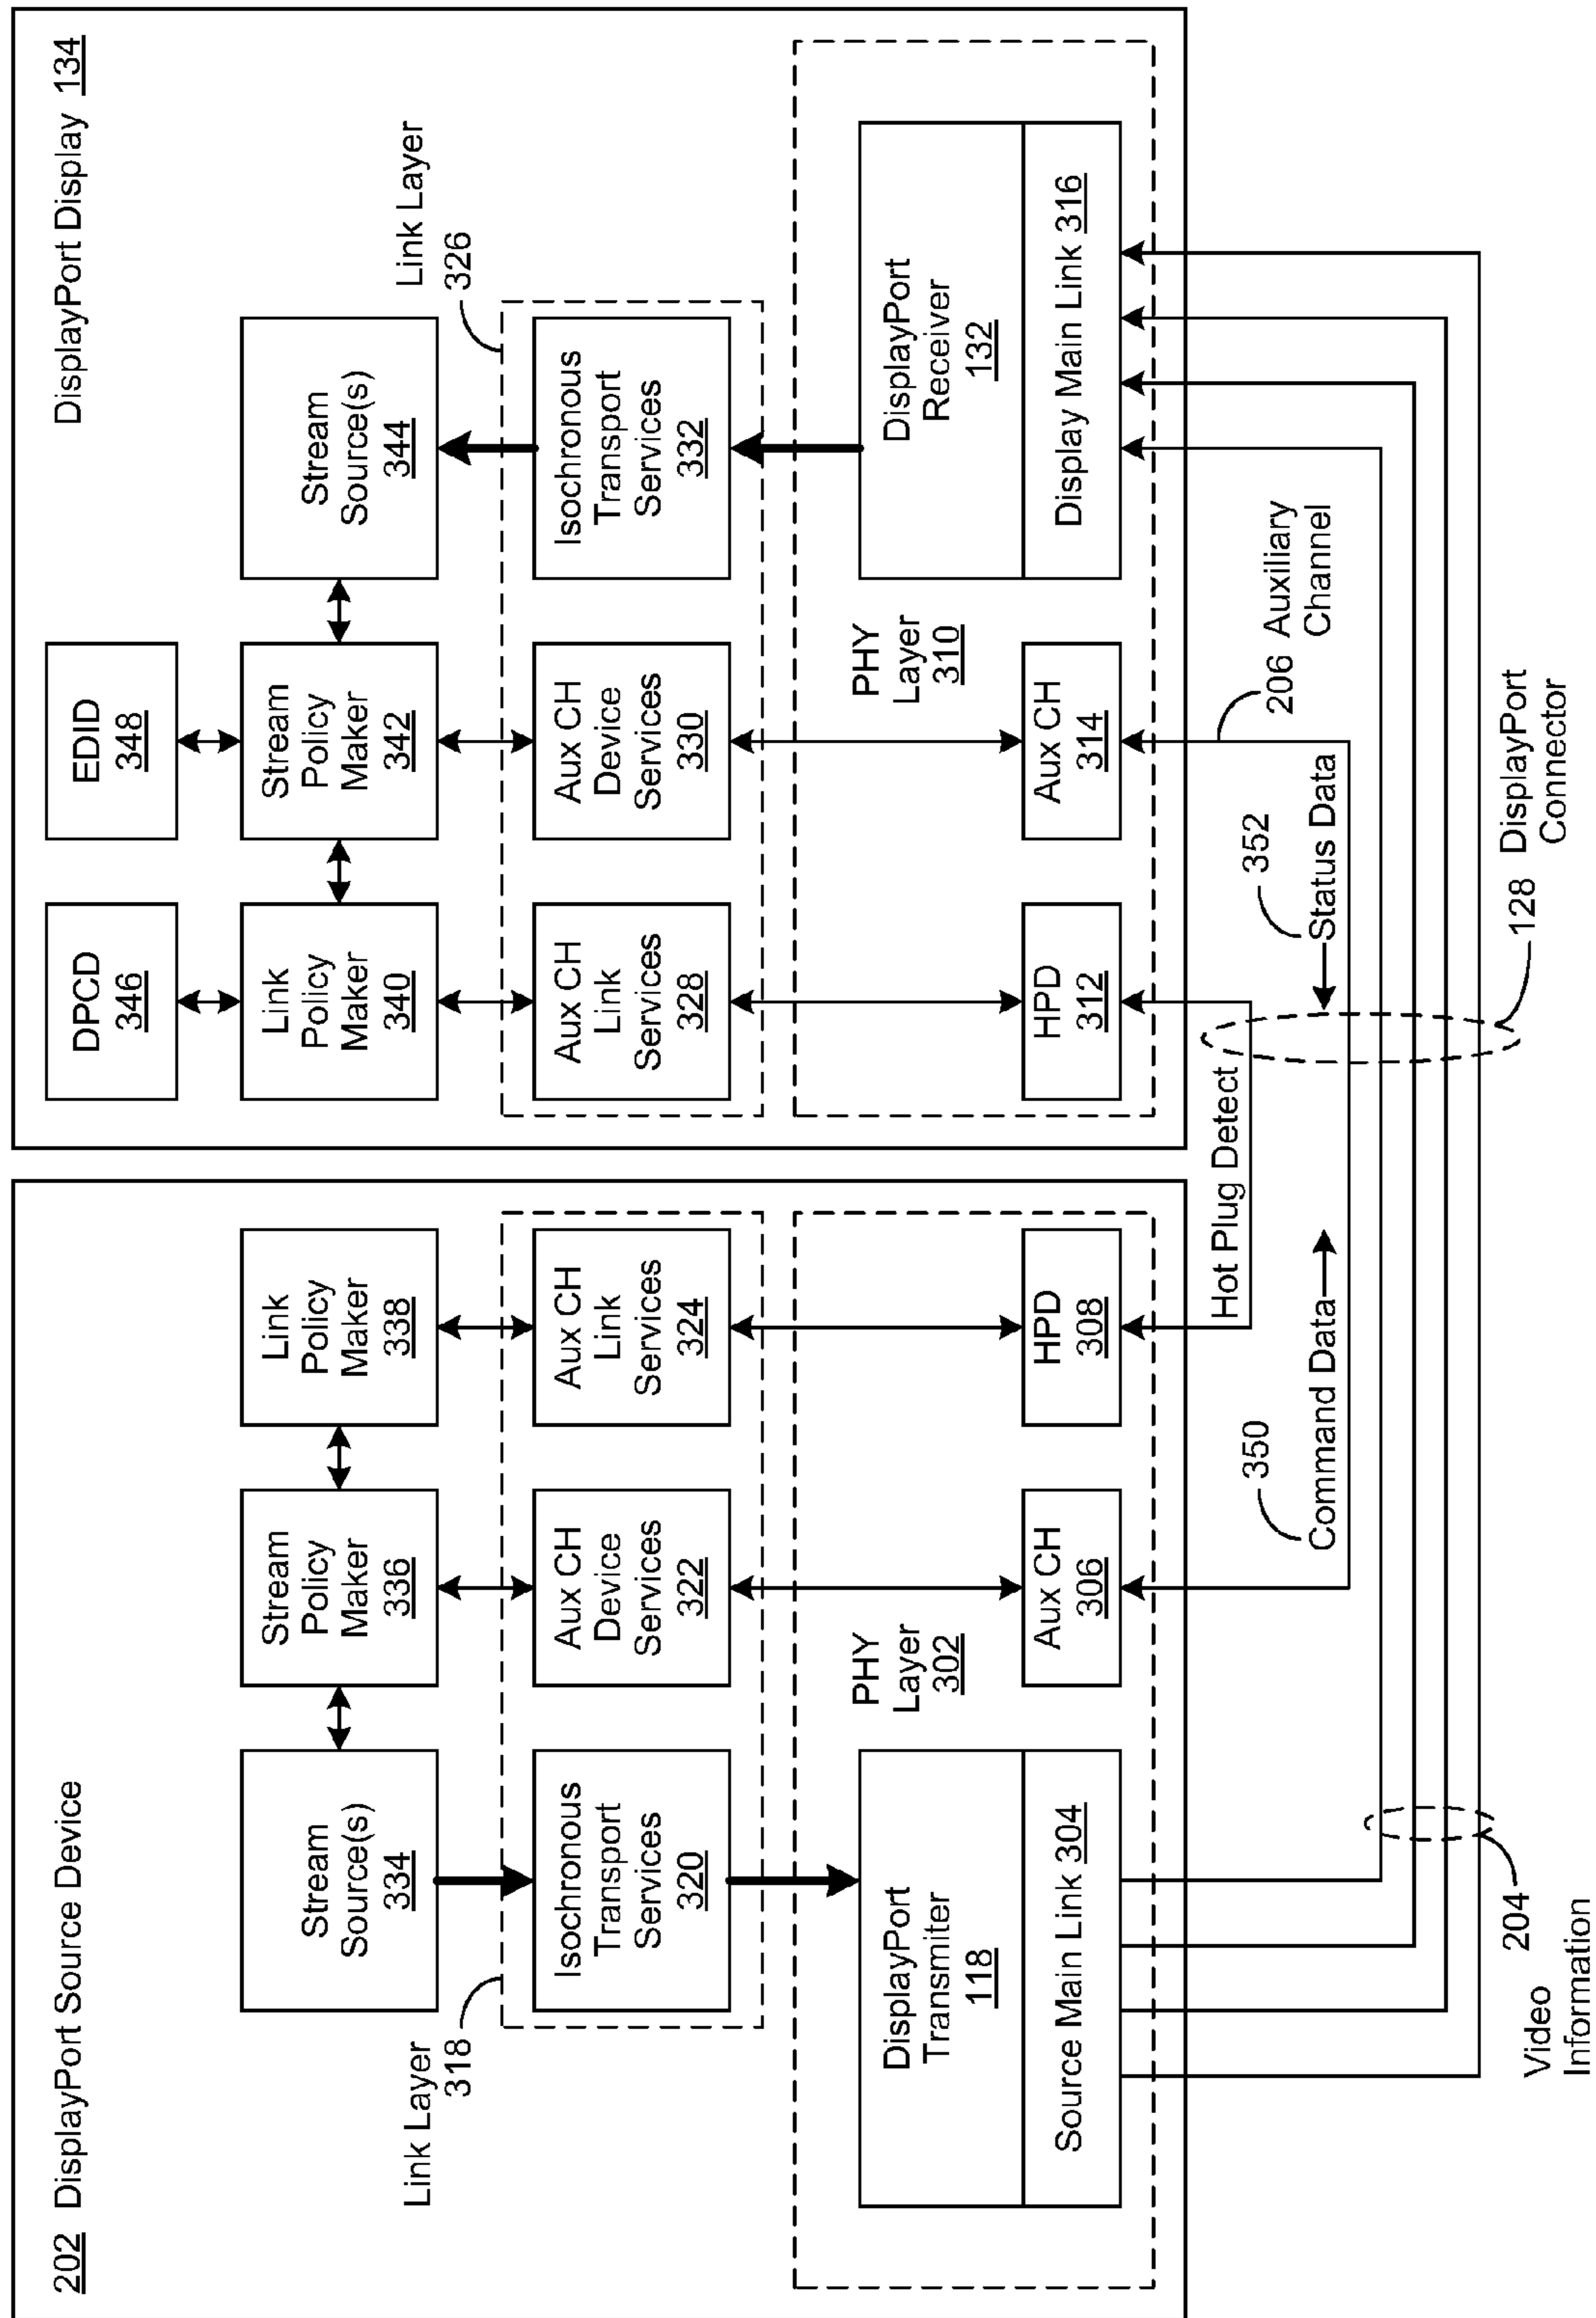 202 DisplayPort Source Device
Stream
Source(s)
334
Stream
Policy
Maker
336
Link
Policy
Maker
338
Link Layer
318
Isochronous
Transport
Services
320
Aux CH
Device
Services
322
Aux CH
Link
Services
324
DisplayPort
Transmiter
118
Source Main Link 304
PHY
Layer
302
Aux CH
306
HPD
308
DisplayPort Display 134
DPCD
346
EDID
348
Link
Policy
Maker
340
Stream
Policy
Maker
342
Stream
Source(s)
344
Link Layer
326
Aux CH
Link
Services
328
Aux CH
Device
Services
330
Isochronous
Transport
Services
332
PHY
Layer
310
HPD
312
Aux CH
314
DisplayPort
Receiver
132
Display Main Link 316
Hot Plug Detect
350
Command Data
352
Status Data
206 Auxiliary
Channel
128 DisplayPort
Connector
204
Video
Information